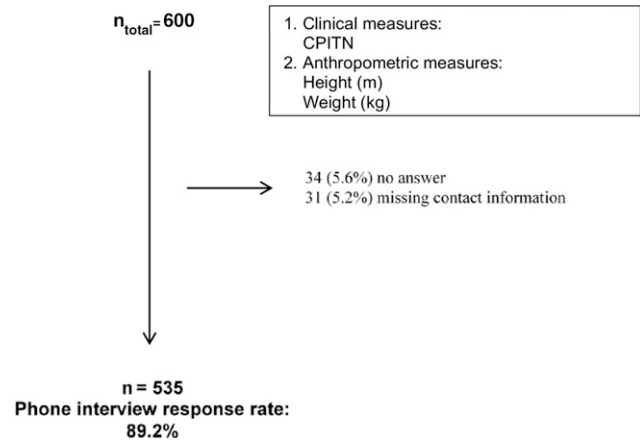 n total = 600
1. Clinical measures:
CPITN
2. Anthropometric measures:
Height (m)
Weight (kg)
34 (5.6%) no answer
31 (5.2%) missing contact information
n = 535
Phone interview response rate:
89.2%